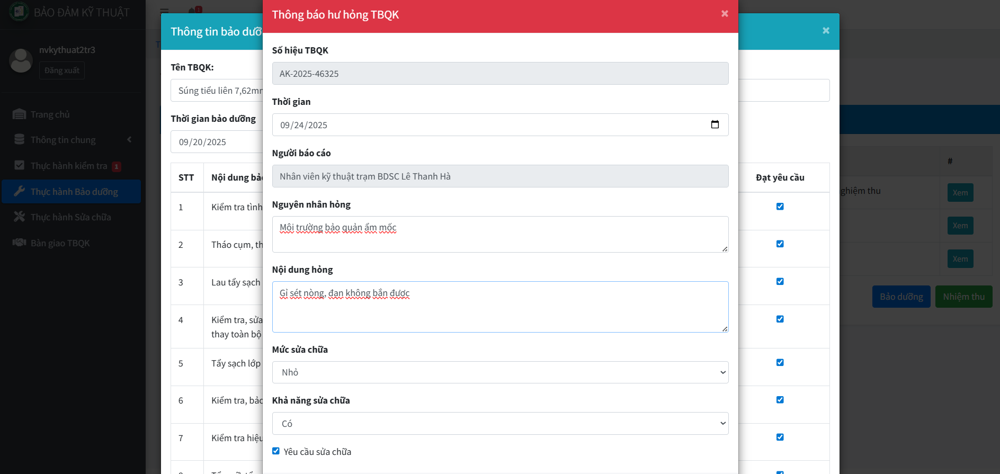 BẢO ĐẢM KỸ THUẬT
1
nvkythuat2tr3
Đăng xuất
Trang chủ
Thông tin chung
Thực hành kiểm tra 1
Thực hành Bảo dưỡng
Thực hành Sửa chữa
Bàn giao TBQK
Thông tin bảo dưỡ
×
Tên TBQK:
Súng tiểu liên 7,62mm
Thời gian bảo dưỡng
09/20/2025
STT Nội dung bảo Đạt yêu cầu
1 Kiểm tra tình
2 Tháo cụm, th
3 Lau tẩy sạch
4 Kiểm tra, sửa
thay toàn bộ
5 Tẩy sạch lớp
6 Kiểm tra, bảo
7 Kiểm tra hiệu
Thông báo hư hỏng TBQK
×
Số hiệu TBQK
AK-2025-46325
Thời gian
09/24/2025
Người báo cáo
Nhân viên kỹ thuật trạm BDSC Lê Thanh Hà
Nguyên nhân hỏng
Môi trường bảo quản ẩm mốc
Nội dung hỏng
Gỉ sét nòng, đan không bắn được
Mức sửa chữa
Nhỏ
Khả năng sửa chữa
Có
Yêu cầu sửa chữa
#
ghiệm thu Xem
Xem
Xem
Bảo dưỡng Nhiệm thu